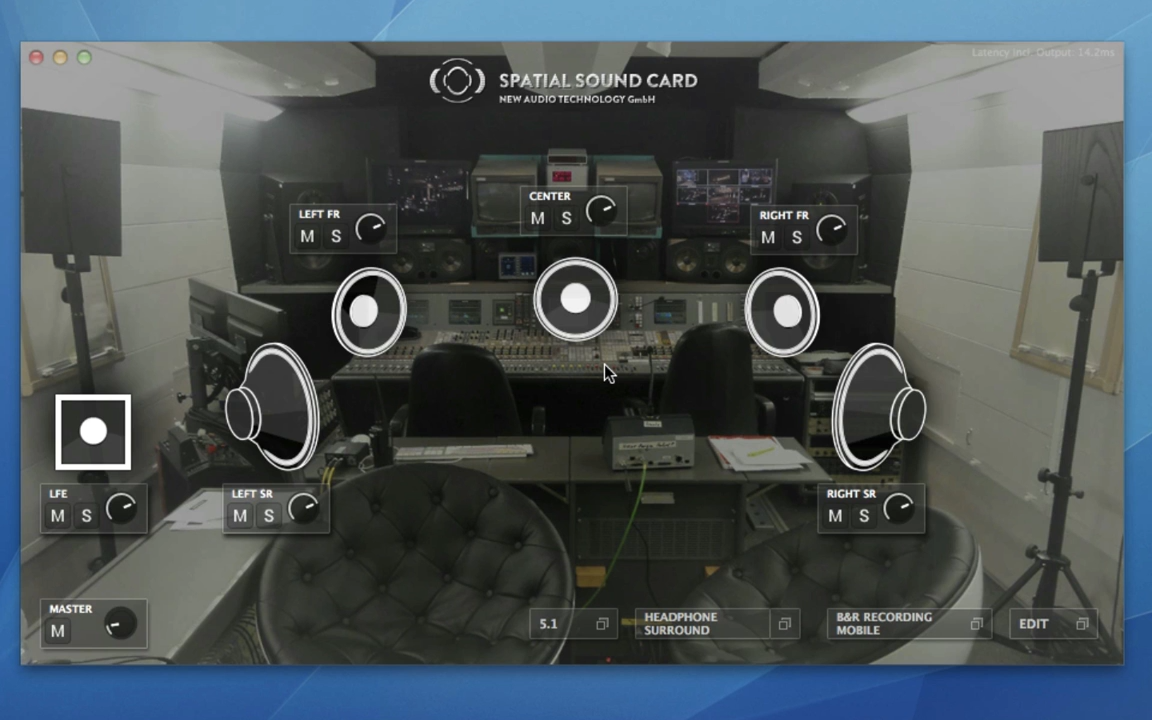 Latency incl. Output: 14.2ms
SPATIAL SOUND CARD
NEW AUDIO TECHNOLOGY GmbH
CENTER
M S
LEFT FR
M S
RIGHT FR
M S
LFE
M S
LEFT SR
M S
RIGHT SR
M S
MASTER
M
5.1
HEADPHONE
SURROUND
B&R RECORDING
MOBILE
EDIT